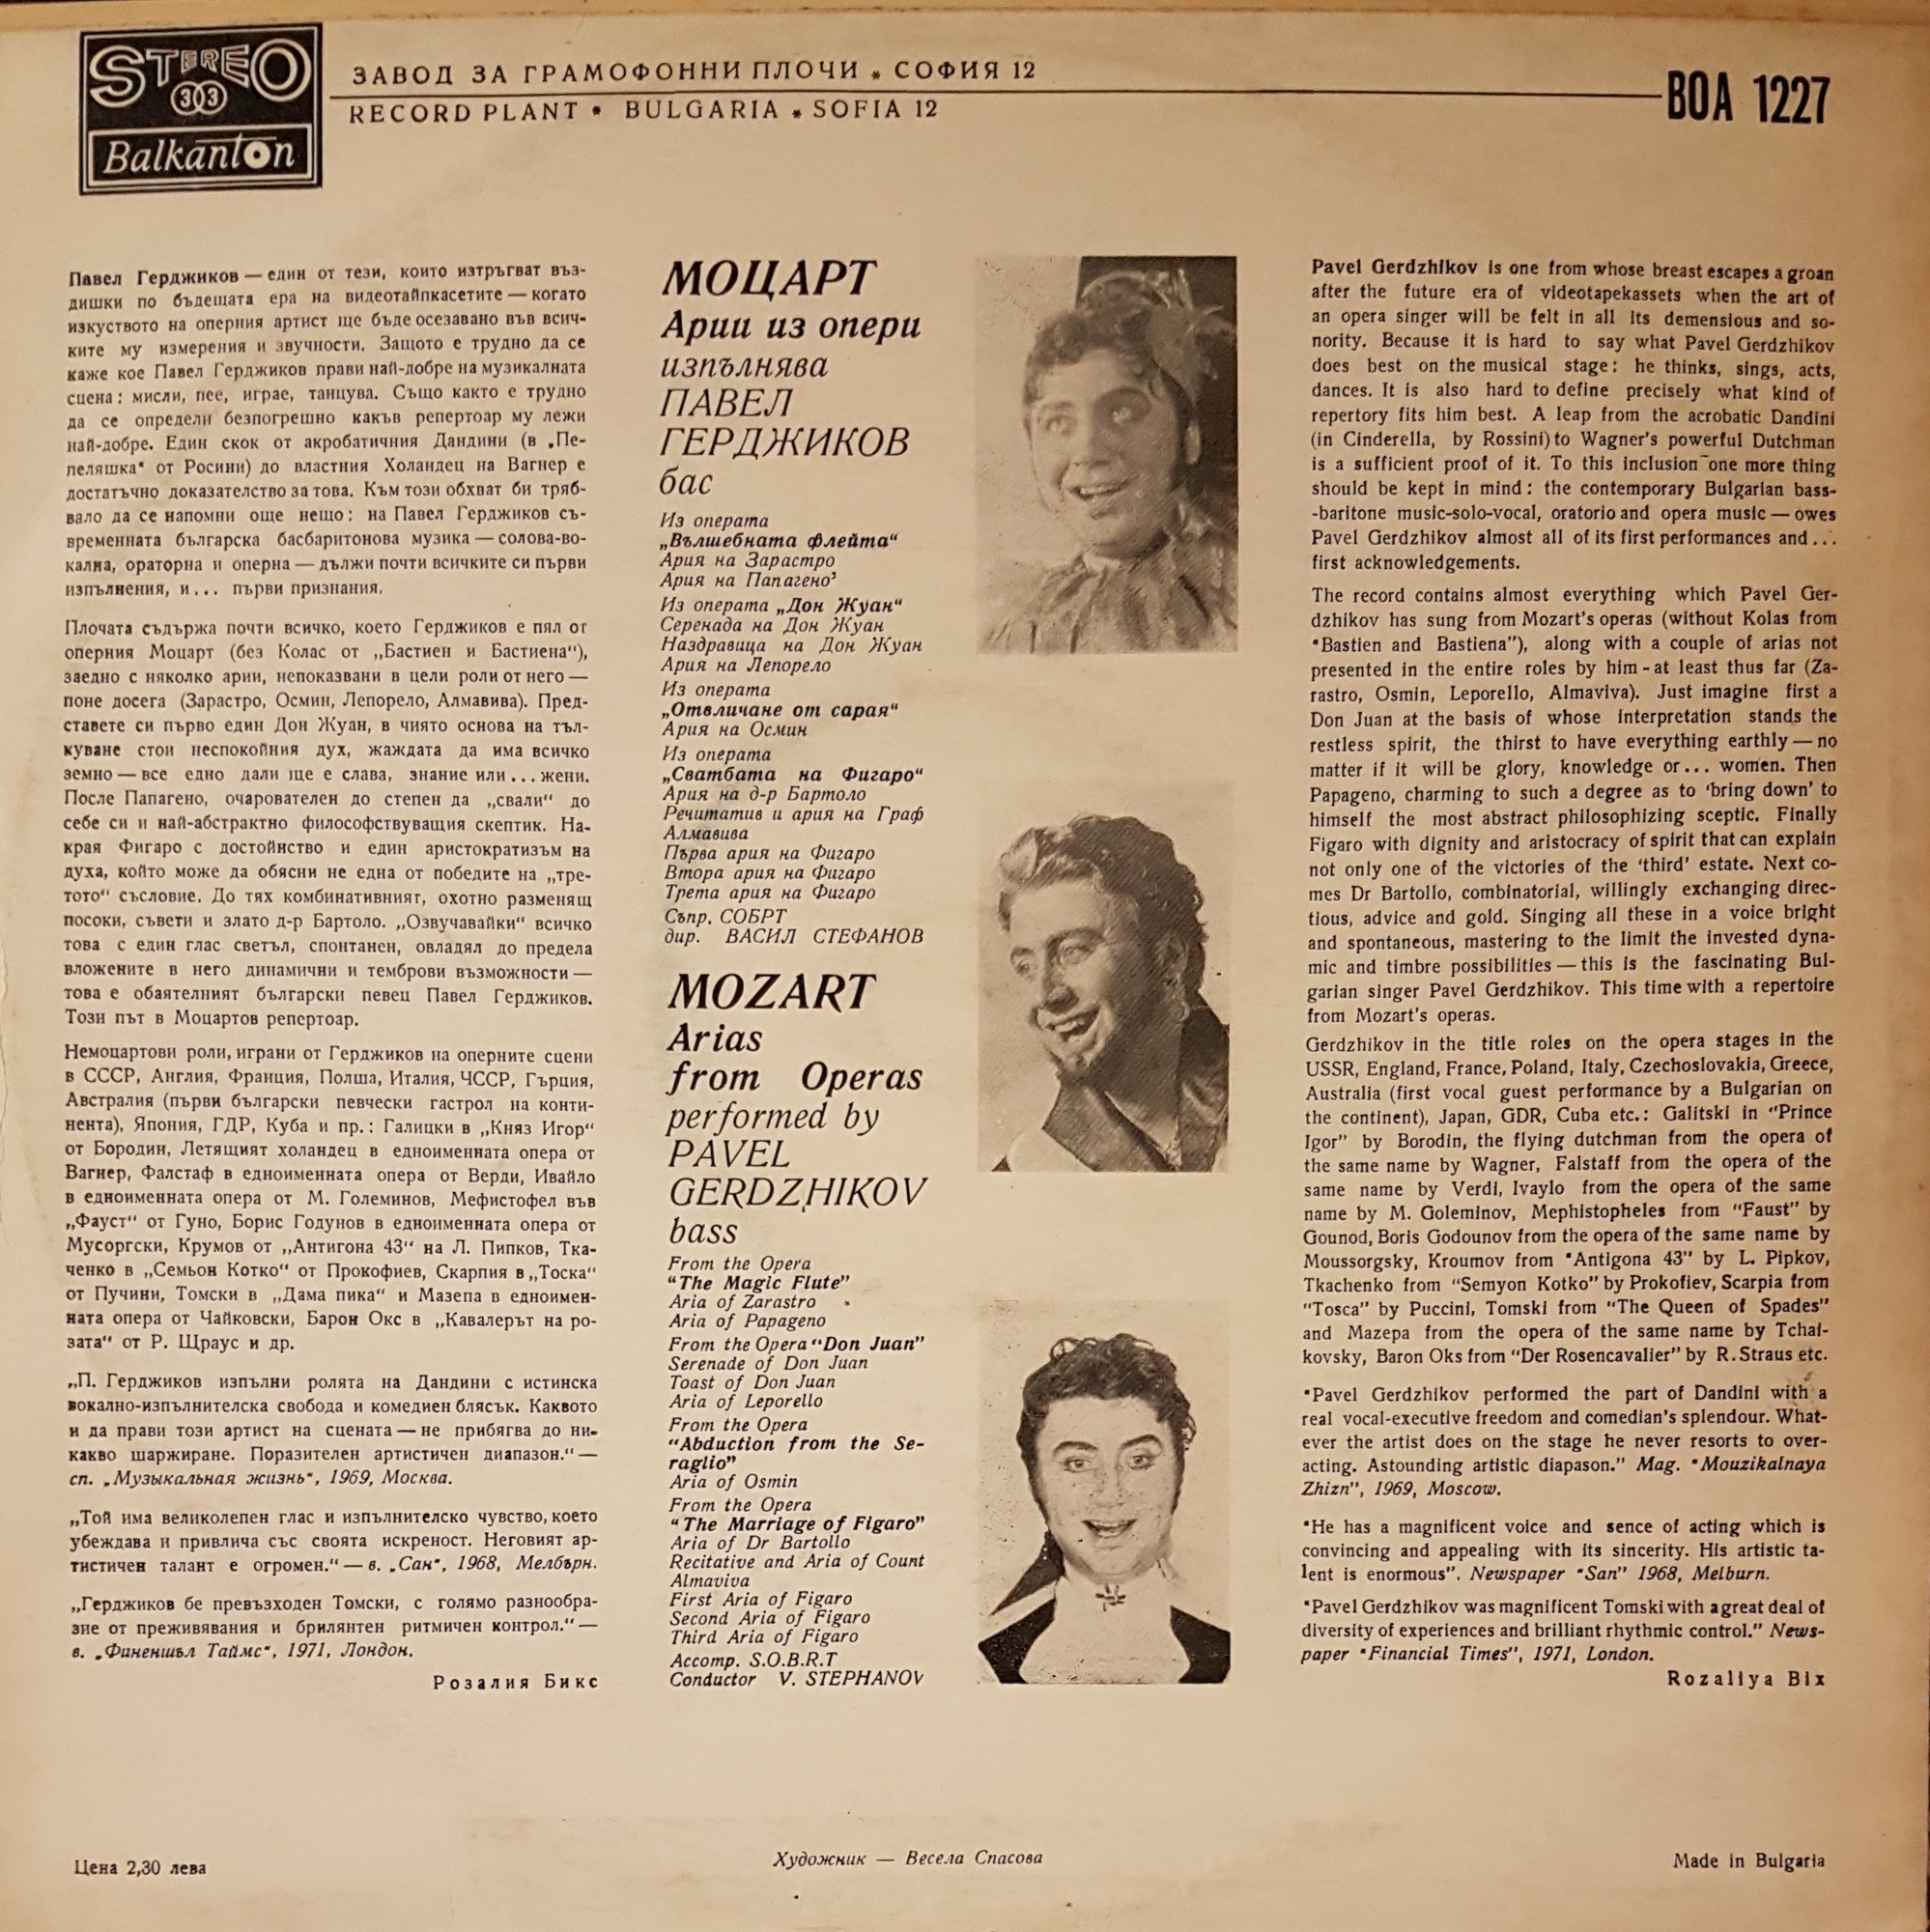 STEREO
33
Balkanton
ЗАВОД ЗА ГРАМОФОННИ ПЛОЧИ * СОФИЯ 12
RECORD PLANT * BULGARIA * SOFIA 12
ВОА 1227
Павел Герджиков — един от тези, които изтръгват въз-
дишки по бъдещата ера на видеотайпкасетите — когато
изкуството на оперния артист ще бъде осезавано във всич-
ките му измерения и звучности. Защото е трудно да се
каже кое Павел Герджиков прави най-добре на музикалната
сцена: мисли, пее, играе, танцува. Също както е трудно
да се определи безпогрешно какъв репертоар му лежи
най-добре. Един скок от акробатичния Дандини (в „Пе-
пеляшка“ от Росини) до властния Холандец на Вагнер е
достатъчно доказателство за това. Към този обхват би тряб-
вало да се напомни още нещо: на Павел Герджиков съ-
временната българска басбаритонова музика — солова-во-
кална, ораторна и оперна — дължи почти всичките си първи
изпълнения, и... първи признания.
Плочата съдържа почти всичко, което Герджиков е пял от
оперния Моцарт (без Колас от „Бастиен и Бастиена“),
заедно с няколко арии, непоказвани в цели роли от него —
поне досега (Зарастро, Осмин, Лепорело, Алмавива). Пред-
ставете си първо един Дон Жуан, в чиято основа на тъл-
куване стои неспокойния дух, жаждата да има всичко
земно — все едно дали ще е слава, знание или... жени.
После Папагено, очарователен до степен да „свали“ до
себе си и най-абстрактно философствуващия скептик. На-
края Фигаро с достойнство и един аристократизъм на
духа, който може да обясни не една от победите на „тре-
тото“ съсловие. До тях комбинативният, охотно разменящ
посоки, съвети и злато д-р Бартоло. „Озвучавайки“ всичко
това с един глас светъл, спонтанен, овладял до предела
вложените в него динамични и темброви възможности —
това е обаятелният български певец Павел Герджиков.
Този път в Моцартов репертоар.
Немоцартови роли, играни от Герджиков на оперните сцени
в СССР, Англия, Франция, Полша, Италия, ЧССР, Гърция,
Австралия (първи български певчески гастрол на конти-
нента), Япония, ГДР, Куба и пр.: Галицки в „Княз Игор“
от Бородин, Летящият холандец в едноименната опера от
Вагнер, Фалстаф в едноименната опера от Верди, Ивайло
в едноименната опера от М. Големинов, Мефистофел във
„Фауст“ от Гуно, Борис Годунов в едноименната опера от
Мусоргски, Крумов от „Антигона 43“ на Л. Пипков, Тка-
ченко в „Семьон Котко“ от Прокофиев, Скарпия в „Тоска“
от Пучини, Томски в „Дама пика“ и Мазепа в едноимен-
ната опера от Чайковски, Барон Окс в „Кавалерът на ро-
зата“ от Р. Щраус и др.
„П. Герджиков изпълни ролята на Дандини с истинска
вокално-изпълнителска свобода и комедиен блясък. Каквото
и да прави този артист на сцената — не прибягва до ни-
какво шаржиране. Поразителен артистичен диапазон.“ —
сп. „Музыкальная жизнь“, 1969, Москва.
„Той има великолепен глас и изпълнителско чувство, което
убеждава и привлича със своята искреност. Неговият ар-
тистичен талант е огромен.“ — в. „Сан“, 1968, Мелбърн.
„Герджиков бе превъзходен Томски, с голямо разнообра-
зие от преживявания и брилянтен ритмичен контрол.“ —
в. „Финеншъл Таймс“, 1971, Лондон.
Розалия Бикс
МОЦАРТ
Арии из опери
изпълнява
ПАВЕЛ
ГЕРДЖИКОВ
бас
Из операта
„Вълшебната флейта“
Ария на Зарастро
Ария на Папагено
Из операта „Дон Жуан“
Серенада на Дон Жуан
Наздравица на Дон Жуан
Ария на Лепорело
Из операта
„Отвличане от сарая“
Ария на Осмин
Из операта
„Сватбата на Фигаро“
Ария на д-р Бартоло
Речитатив и ария на Граф
Алмавива
Първа ария на Фигаро
Втора ария на Фигаро
Трета ария на Фигаро
Съпр. СОБРТ
дир. ВАСИЛ СТЕФАНОВ
MOZART
Arias
from Operas
performed by
PAVEL
GERDZHIKOV
bass
From the Opera
“The Magic Flute”
Aria of Zarastro
Aria of Papageno
From the Opera “Don Juan”
Serenade of Don Juan
Toast of Don Juan
Aria of Leporello
From the Opera
“Abduction from the Se-
raglio”
Aria of Osmin
From the Opera
“The Marriage of Figaro”
Aria of Dr Bartollo
Recitative and Aria of Count
Almaviva
First Aria of Figaro
Second Aria of Figaro
Third Aria of Figaro
Accomp. S.O.B.R.T
Conductor V. STEPHANOV
Pavel Gerdzhikov is one from whose breast escapes a groan
after the future era of videotapekassets when the art of
an opera singer will be felt in all its demensious and so-
nority. Because it is hard to say what Pavel Gerdzhikov
does best on the musical stage: he thinks, sings, acts,
dances. It is also hard to define precisely what kind of
repertory fits him best. A leap from the acrobatic Dandini
(in Cinderella, by Rossini) to Wagner's powerful Dutchman
is a sufficient proof of it. To this inclusion one more thing
should be kept in mind: the contemporary Bulgarian bass-
-baritone music-solo-vocal, oratorio and opera music — owes
Pavel Gerdzhikov almost all of its first performances and...
first acknowledgements.
The record contains almost everything which Pavel Ger-
dzhikov has sung from Mozart's operas (without Kolas from
“Bastien and Bastiena”), along with a couple of arias not
presented in the entire roles by him - at least thus far (Za-
rastro, Osmin, Leporello, Almaviva). Just imagine first a
Don Juan at the basis of whose interpretation stands the
restless spirit, the thirst to have everything earthly — no
matter if it will be glory, knowledge or... women. Then
Papageno, charming to such a degree as to ‘bring down’ to
himself the most abstract philosophizing sceptic. Finally
Figaro with dignity and aristocracy of spirit that can explain
not only one of the victories of the ‘third’ estate. Next co-
mes Dr Bartollo, combinatorial, willingly exchanging direc-
tious, advice and gold. Singing all these in a voice bright
and spontaneous, mastering to the limit the invested dyna-
mic and timbre possibilities — this is the fascinating Bul-
garian singer Pavel Gerdzhikov. This time with a repertoire
from Mozart's operas.
Gerdzhikov in the title roles on the opera stages in the
USSR, England, France, Poland, Italy, Czechoslovakia, Greece,
Australia (first vocal guest performance by a Bulgarian on
the continent), Japan, GDR, Cuba etc.: Galitski in “Prince
Igor” by Borodin, the flying dutchman from the opera of
the same name by Wagner, Falstaff from the opera of the
same name by Verdi, Ivaylo from the opera of the same
name by M. Goleminov, Mephistopheles from “Faust” by
Gounod, Boris Godounov from the opera of the same name by
Moussorgsky, Kroumov from “Antigona 43” by L. Pipkov,
Tkachenko from “Semyon Kotko” by Prokofiev, Scarpia from
“Tosca” by Puccini, Tomski from “The Queen of Spades”
and Mazepa from the opera of the same name by Tchai-
kovsky, Baron Oks from “Der Rosencavalier” by R. Straus etc.
“Pavel Gerdzhikov performed the part of Dandini with a
real vocal-executive freedom and comedian's splendour. What-
ever the artist does on the stage he never resorts to over-
acting. Astounding artistic diapason.” Mag. “Mouzikalnaya
Zhizn”, 1969, Moscow.
“He has a magnificent voice and sence of acting which is
convincing and appealing with its sincerity. His artistic ta-
lent is enormous”. Newspaper “San” 1968, Melburn.
“Pavel Gerdzhikov was magnificent Tomski with a great deal of
diversity of experiences and brilliant rhythmic control.” News-
paper “Financial Times”, 1971, London.
Rozaliya Bix
Цена 2,30 лева
Художник — Весела Спасова
Made in Bulgaria